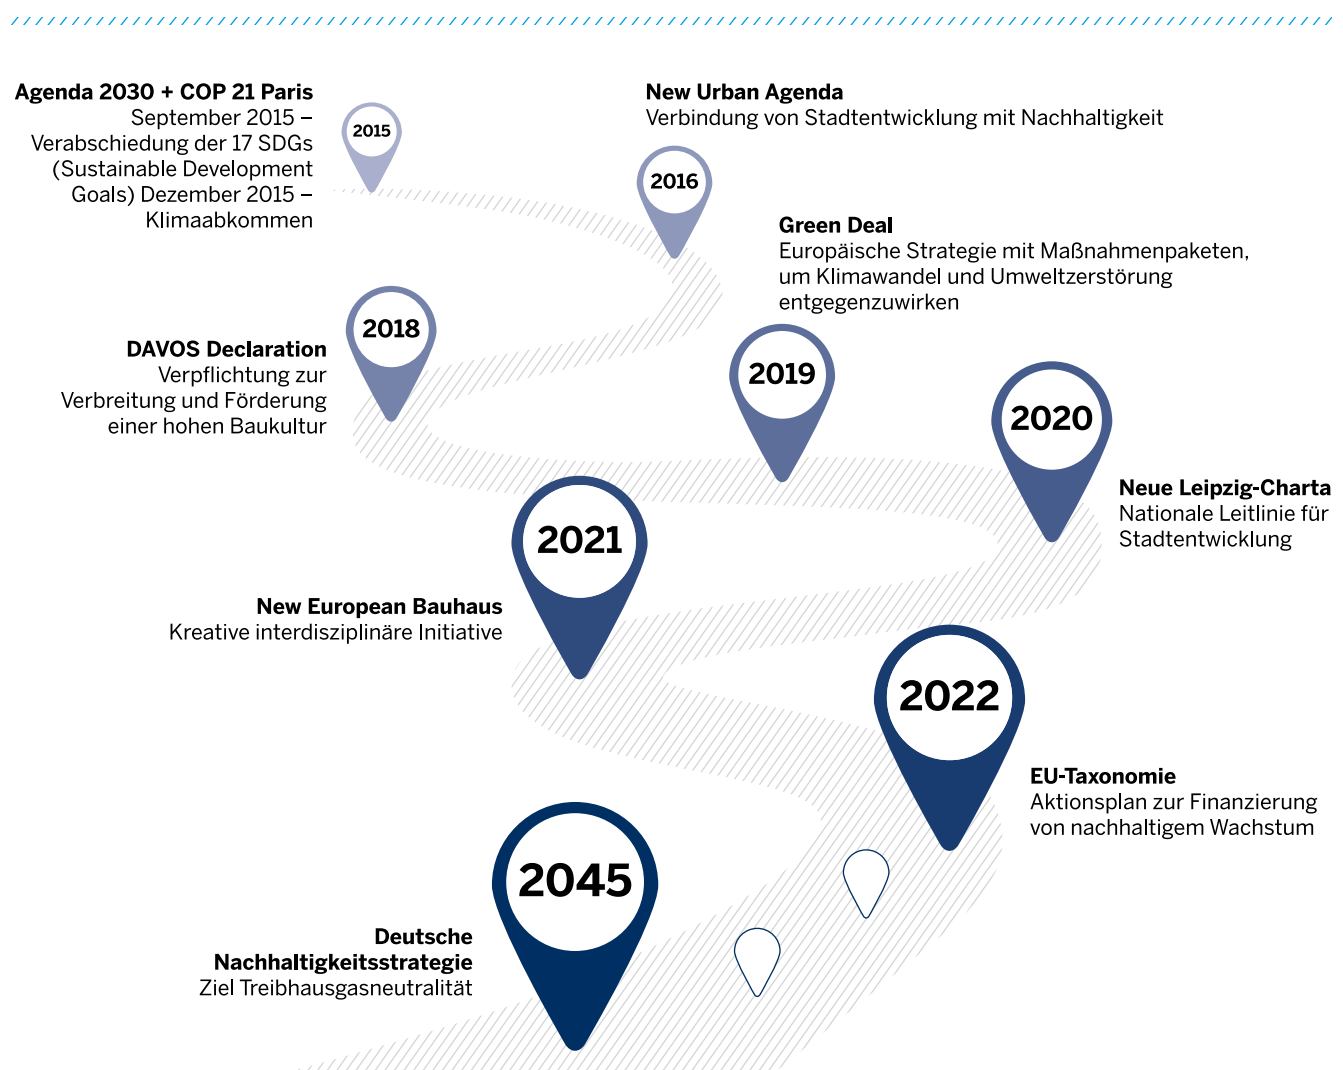 Agenda 2030 + COP 21 Paris
September 2015 –
Verabschiedung der 17 SDGs
(Sustainable Development
Goals) Dezember 2015 –
Klimaabkommen
2015
New Urban Agenda
Verbindung von Stadtentwicklung mit Nachhaltigkeit
2016
Green Deal
Europäische Strategie mit Maßnahmenpaketen,
um Klimawandel und Umweltzerstörung
entgegenzuwirken
2018
DAVOS Declaration
Verpflichtung zur
Verbreitung und Förderung
einer hohen Baukultur
2019
2020
Neue Leipzig-Charta
Nationale Leitlinie für
Stadtentwicklung
2021
New European Bauhaus
Kreative interdisziplinäre Initiative
2022
EU-Taxonomie
Aktionsplan zur Finanzierung
von nachhaltigem Wachstum
2045
Deutsche
Nachhaltigkeitsstrategie
Ziel Treibhausgasneutralität